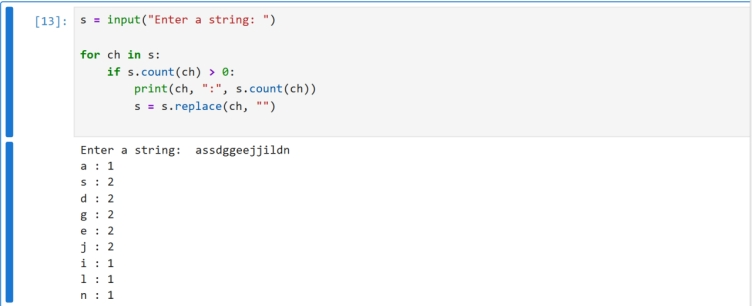 [13]: s = input("Enter a string: ")
for ch in s:
    if s.count(ch) > 0:
        print(ch, ":", s.count(ch))
        s = s.replace(ch, "")
Enter a string:  assdggeejjildn
a : 1
s : 2
d : 2
g : 2
e : 2
j : 2
i : 1
l : 1
n : 1